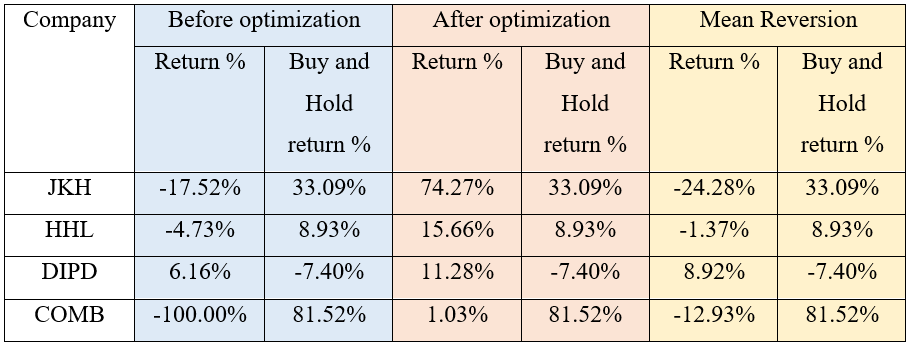 Company Before optimization After optimization Mean Reversion
Return % Buy and Hold return % Return % Buy and Hold return % Return % Buy and Hold return %
JKH -17.52% 33.09% 74.27% 33.09% -24.28% 33.09%
HHL -4.73% 8.93% 15.66% 8.93% -1.37% 8.93%
DIPD 6.16% -7.40% 11.28% -7.40% 8.92% -7.40%
COMB -100.00% 81.52% 1.03% 81.52% -12.93% 81.52%